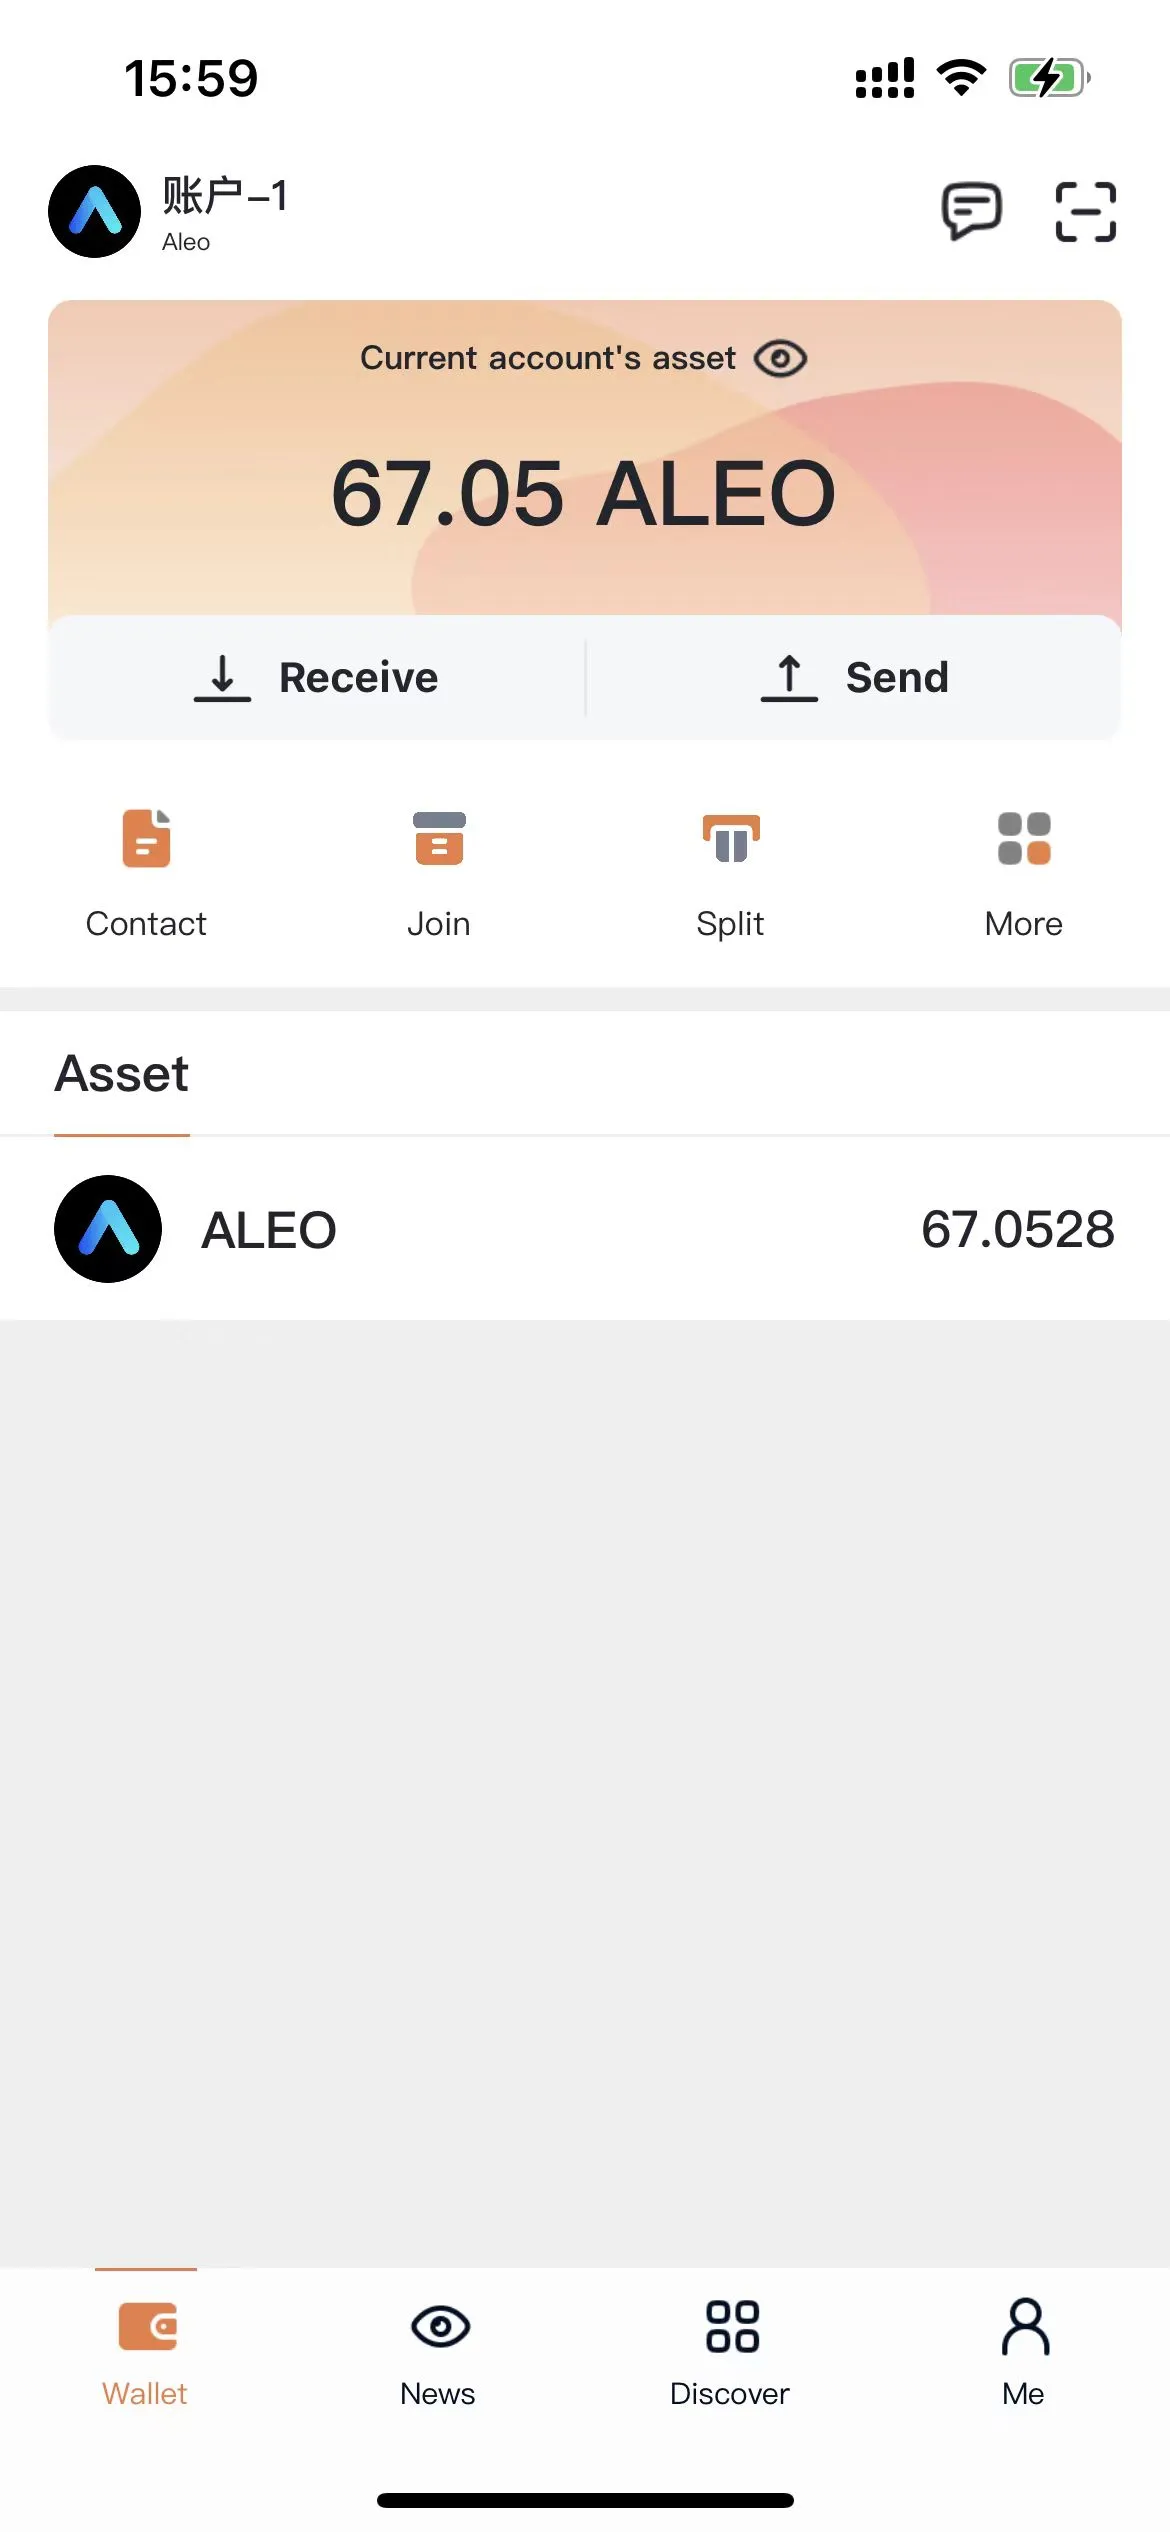 15:59
账户-1
Aleo
Current account's asset
67.05 ALEO
Receive
Send
Contact
Join
Split
More
Asset
ALEO
67.0528
Wallet
News
Discover
Me